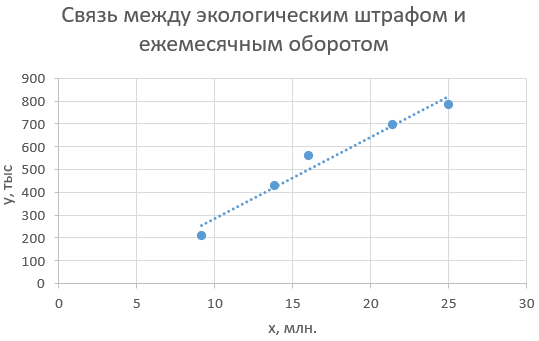 Связь между экологическим штрафом и
ежемесячным оборотом
900
800
700
600
500
400
300
200
100
0
y, тыс
0 5 10 15 20 25 30
x, млн.